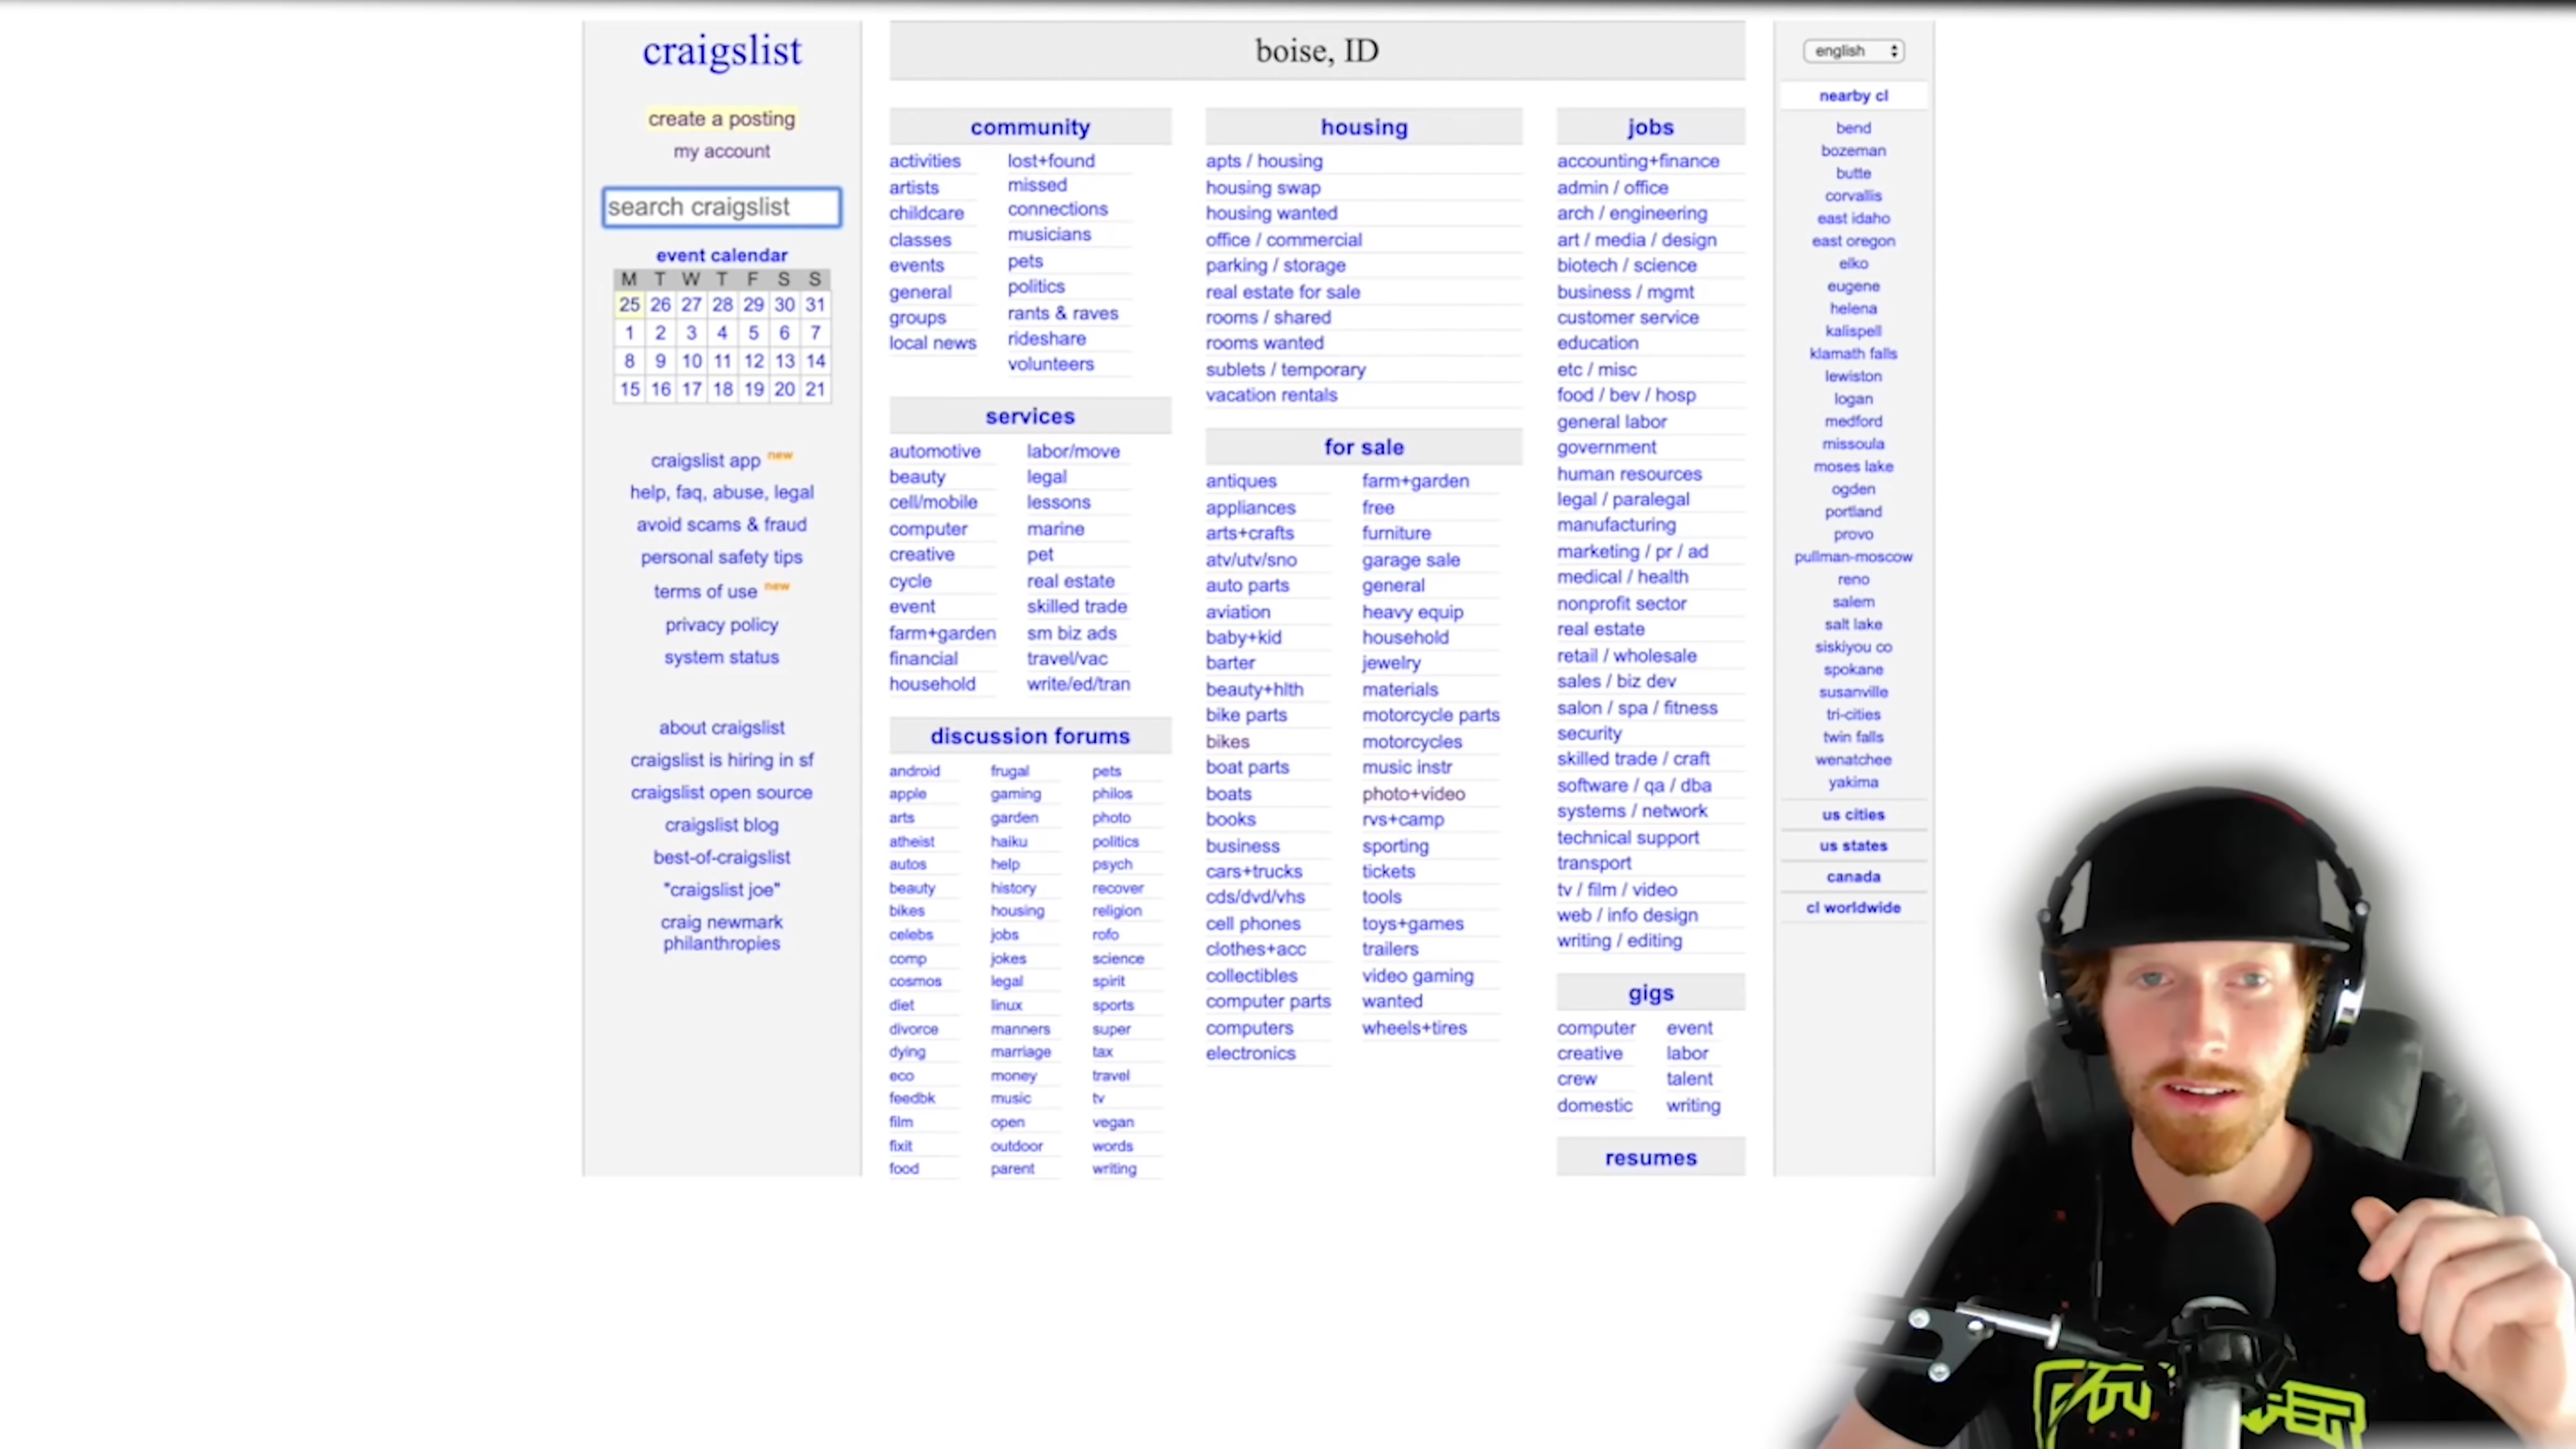 craigslist
create a posting
my account
search craigslist
event calendar
M T W T F S S
25 26 27 28 29 30 31
1 2 3 4 5 6 7
8 9 10 11 12 13 14
15 16 17 18 19 20 21
craigslist app new
help, faq, abuse, legal
avoid scams & fraud
personal safety tips
terms of use new
privacy policy
system status
about craigslist
craigslist is hiring in sf
craigslist open source
craigslist blog
best-of-craigslist
"craigslist joe"
craig newmark
philanthropies
boise, ID
community
activities
artists
childcare
classes
events
general
groups
local news
lost+found
missed
connections
musicians
pets
politics
rants & raves
rideshare
volunteers
services
automotive
beauty
cell/mobile
computer
creative
cycle
event
farm+garden
financial
household
labor/move
legal
lessons
marine
pet
real estate
skilled trade
sm biz ads
travel/vac
write/ed/tran
discussion forums
android
apple
arts
atheist
autos
beauty
bikes
celebs
comp
cosmos
diet
divorce
dying
eco
feedbk
film
fixit
food
frugal
gaming
garden
haiku
help
history
housing
jobs
jokes
legal
linux
manners
marriage
money
music
open
outdoor
parent
pets
philos
photo
politics
psych
recover
religion
rofo
science
spirit
sports
super
tax
travel
tv
vegan
words
writing
housing
apts / housing
housing swap
housing wanted
office / commercial
parking / storage
real estate for sale
rooms / shared
rooms wanted
sublets / temporary
vacation rentals
for sale
antiques
appliances
arts+crafts
atv/utv/sno
auto parts
aviation
baby+kid
barter
beauty+hlth
bike parts
bikes
boat parts
boats
books
business
cars+trucks
cds/dvd/vhs
cell phones
clothes+acc
collectibles
computer parts
computers
electronics
farm+garden
free
furniture
garage sale
general
heavy equip
household
jewelry
materials
motorcycle parts
motorcycles
music instr
photo+video
rvs+camp
sporting
tickets
tools
toys+games
trailers
video gaming
wanted
wheels+tires
jobs
accounting+finance
admin / office
arch / engineering
art / media / design
biotech / science
business / mgmt
customer service
education
etc / misc
food / bev / hosp
general labor
government
human resources
legal / paralegal
manufacturing
marketing / pr / ad
medical / health
nonprofit sector
real estate
retail / wholesale
sales / biz dev
salon / spa / fitness
security
skilled trade / craft
software / qa / dba
systems / network
technical support
transport
tv / film / video
web / info design
writing / editing
gigs
computer
creative
crew
domestic
event
labor
talent
writing
resumes
english
nearby cl
bend
bozeman
butte
corvallis
east idaho
east oregon
elko
eugene
helena
kalispell
klamath falls
lewiston
logan
medford
missoula
moses lake
ogden
portland
provo
pullman-moscow
reno
salem
salt lake
siskiyou co
spokane
susanville
tri-cities
twin falls
wenatchee
yakima
us cities
us states
canada
cl worldwide